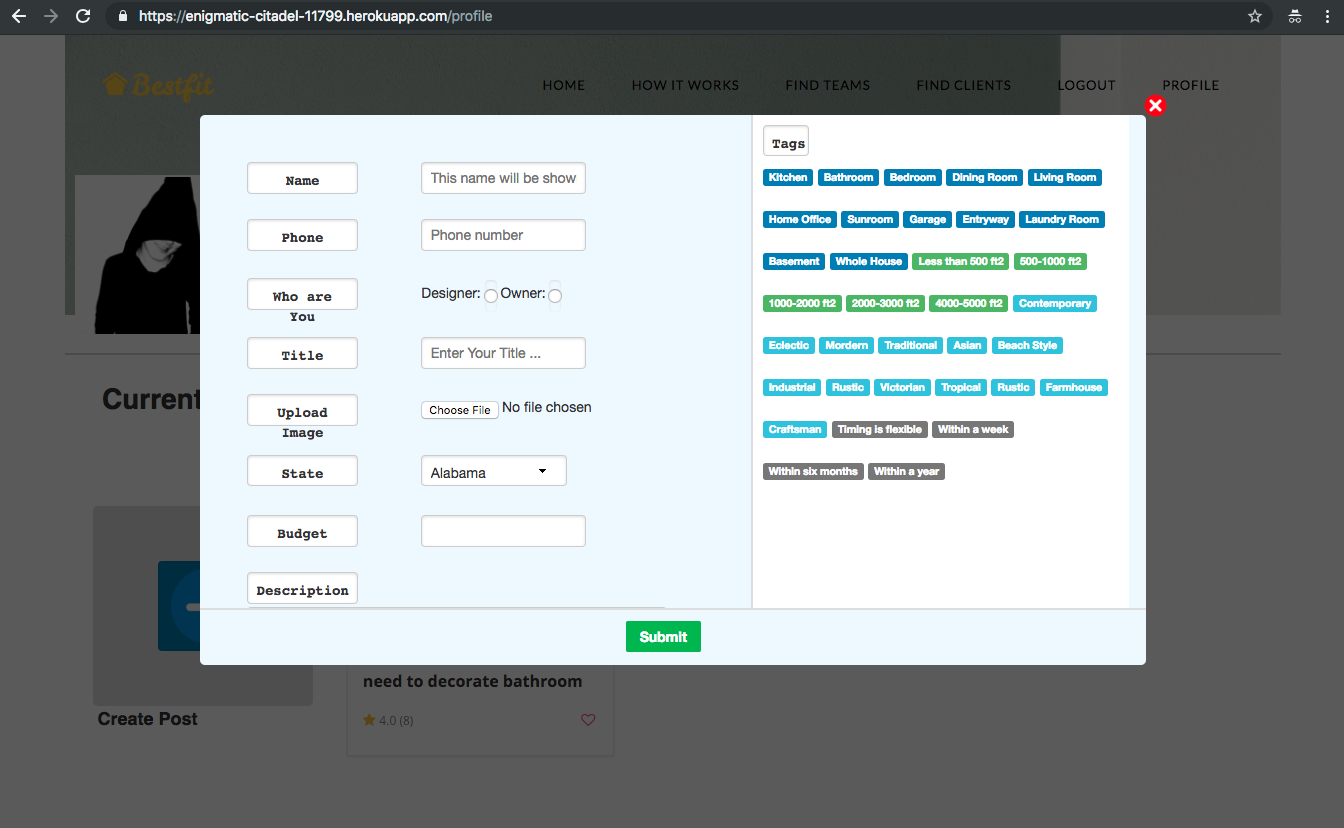 https://enigmatic-citadel-11799.herokuapp.com/profile
Bestfit HOME HOW IT WORKS FIND TEAMS FIND CLIENTS LOGOUT PROFILE
Name This name will be show
Phone Phone number
Who are You Designer: Owner:
Title Enter Your Title ...
Upload Image Choose File No file chosen
State Alabama
Budget
Description
Tags
Kitchen Bathroom Bedroom Dining Room Living Room
Home Office Sunroom Garage Entryway Laundry Room
Basement Whole House Less than 500 ft2 500-1000 ft2
1000-2000 ft2 2000-3000 ft2 4000-5000 ft2 Contemporary
Eclectic Mordern Traditional Asian Beach Style
Industrial Rustic Victorian Tropical Rustic Farmhouse
Craftsman Timing is flexible Within a week
Within six months Within a year
Submit
Current
Create Post
need to decorate bathroom
4.0 (8)